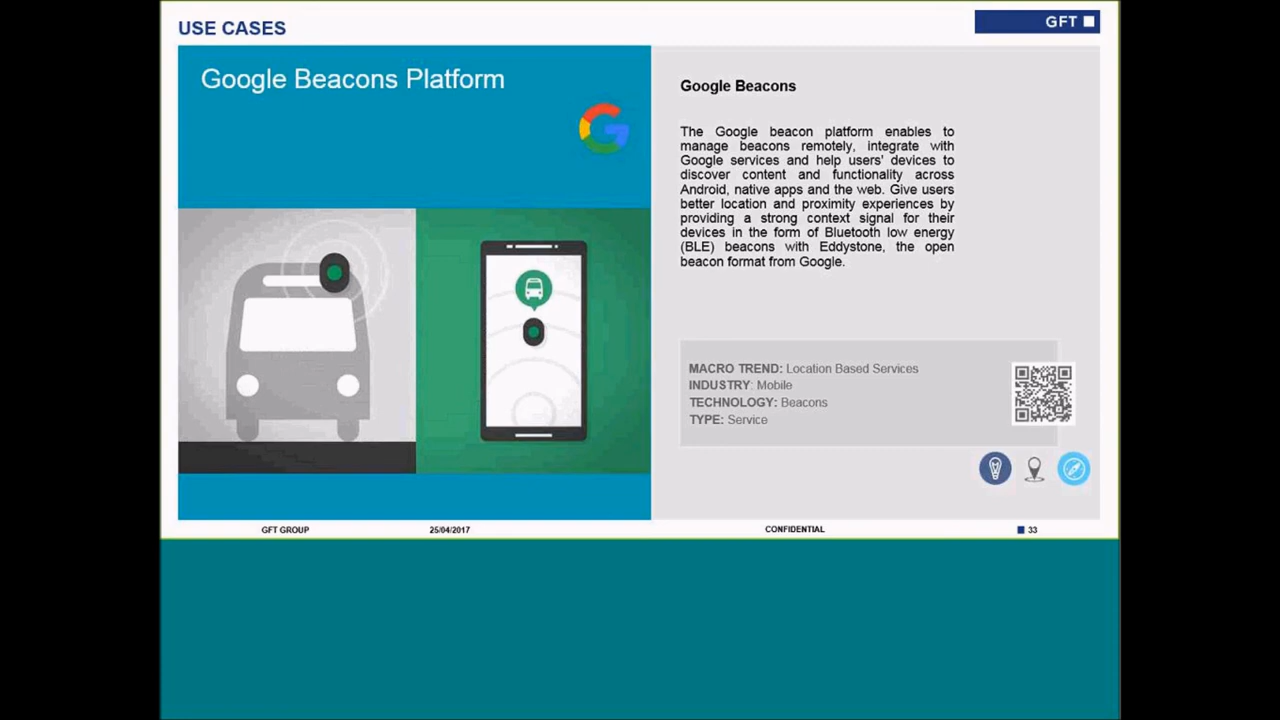 USE CASES
GFT
Google Beacons Platform
Google Beacons
The Google beacon platform enables to
manage beacons remotely, integrate with
Google services and help users' devices to
discover content and functionality across
Android, native apps and the web. Give users
better location and proximity experiences by
providing a strong context signal for their
devices in the form of Bluetooth low energy
(BLE) beacons with Eddystone, the open
beacon format from Google.
MACRO TREND: Location Based Services
INDUSTRY: Mobile
TECHNOLOGY: Beacons
TYPE: Service
GFT GROUP 25/04/2017 CONFIDENTIAL 33